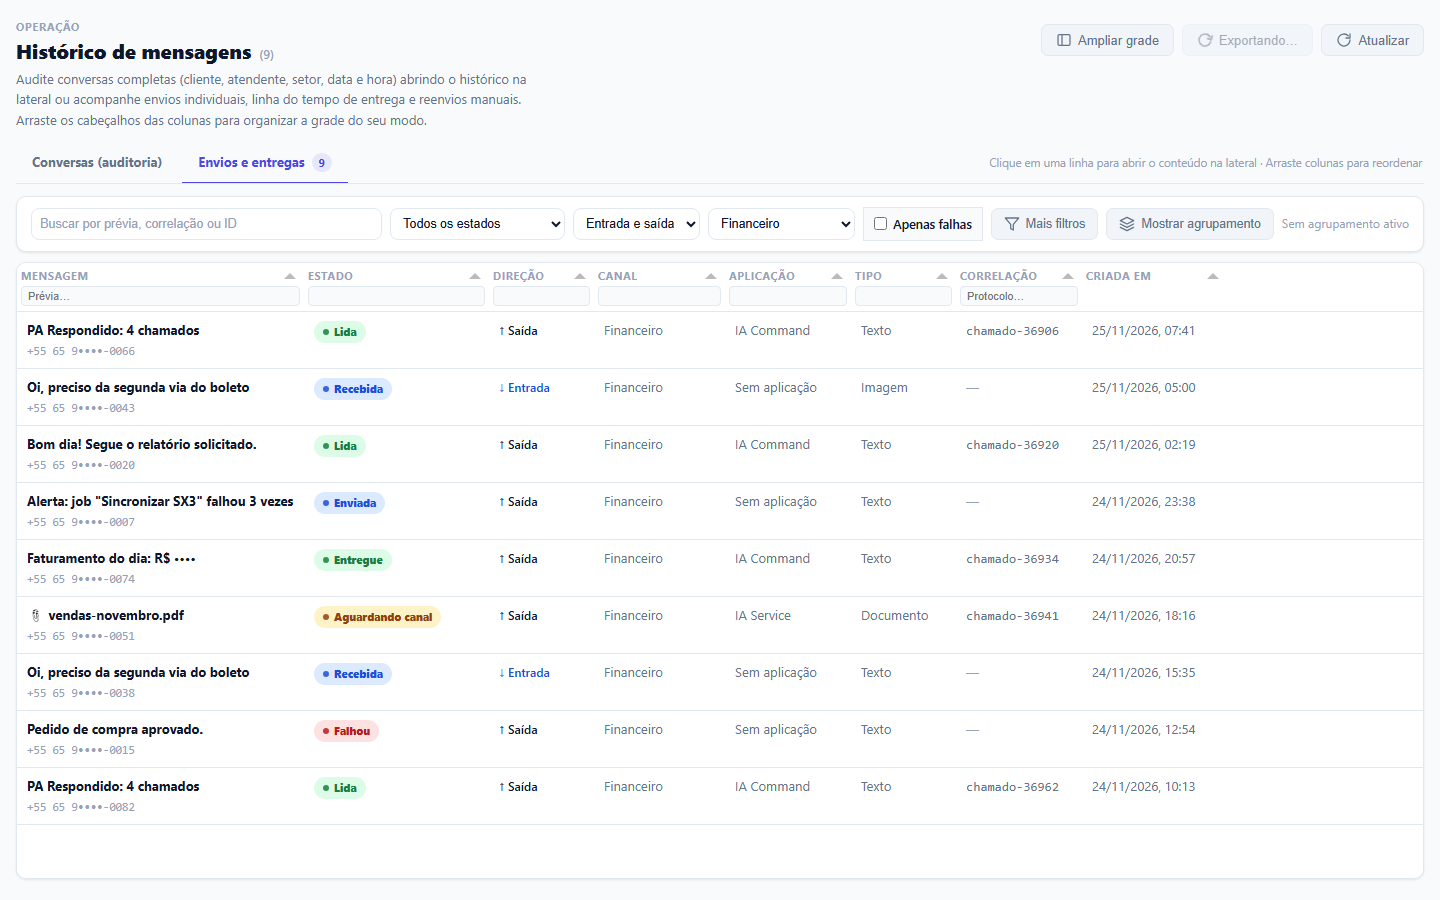 OPERAÇÃO
Histórico de mensagens (9)
Audite conversas completas (cliente, atendente, setor, data e hora) abrindo o histórico na
lateral ou acompanhe envios individuais, linha do tempo de entrega e reenvios manuais.
Arraste os cabeçalhos das colunas para organizar a grade do seu modo.
Ampliar grade
Exportando...
Atualizar
Conversas (auditoria)
Envios e entregas 9
Clique em uma linha para abrir o conteúdo na lateral · Arraste colunas para reordenar
Buscar por prévia, correlação ou ID
Todos os estados
Entrada e saída
Financeiro
Apenas falhas
Mais filtros
Mostrar agrupamento
Sem agrupamento ativo
MENSAGEM ESTADO DIREÇÃO CANAL APLICAÇÃO TIPO CORRELAÇÃO CRIADA EM
Prévia... Protocolo...
PA Respondido: 4 chamados Lida ↑ Saída Financeiro IA Command Texto chamado-36906 25/11/2026, 07:41
+55 65 9••••-0066
Oi, preciso da segunda via do boleto Recebida ↓ Entrada Financeiro Sem aplicação Imagem — 25/11/2026, 05:00
+55 65 9••••-0043
Bom dia! Segue o relatório solicitado. Lida ↑ Saída Financeiro IA Command Texto chamado-36920 25/11/2026, 02:19
+55 65 9••••-0020
Alerta: job "Sincronizar SX3" falhou 3 vezes Enviada ↑ Saída Financeiro Sem aplicação Texto — 24/11/2026, 23:38
+55 65 9••••-0007
Faturamento do dia: R$ •••• Entregue ↑ Saída Financeiro IA Command Texto chamado-36934 24/11/2026, 20:57
+55 65 9••••-0074
vendas-novembro.pdf Aguardando canal ↑ Saída Financeiro IA Service Documento chamado-36941 24/11/2026, 18:16
+55 65 9••••-0051
Oi, preciso da segunda via do boleto Recebida ↓ Entrada Financeiro Sem aplicação Texto — 24/11/2026, 15:35
+55 65 9••••-0038
Pedido de compra aprovado. Falhou ↑ Saída Financeiro Sem aplicação Texto — 24/11/2026, 12:54
+55 65 9••••-0015
PA Respondido: 4 chamados Lida ↑ Saída Financeiro IA Command Texto chamado-36962 24/11/2026, 10:13
+55 65 9••••-0082